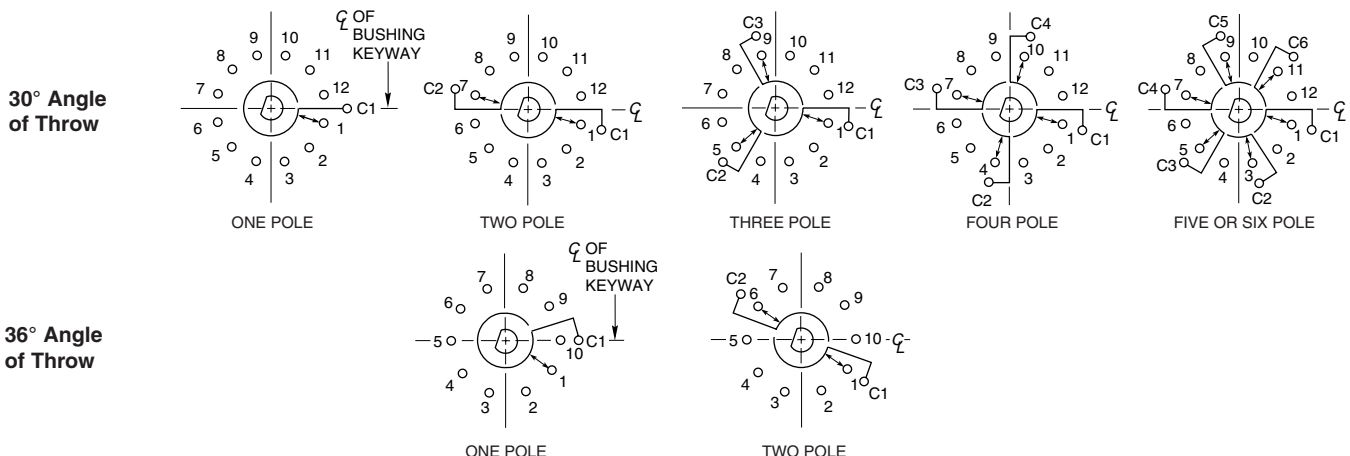 30° Angle
of Throw
℄ OF
BUSHING
KEYWAY
9 10
8 11
7 12
C1
6 1
5 2
4 3
ONE POLE
9 10
8 11
C2 7 12
℄
6 1 C1
5 2
4 3
TWO POLE
C3
9 10
8 11
7 12
℄
6 1 C1
5 2
C2 4 3
THREE POLE
C4
9 10
8 11
C3 7 12
℄
6 1 C1
5 2
4 3
C2
FOUR POLE
C5
9 10 C6
8 11
C4 7 12
℄
6 1 C1
5 2
C3 4 3
C2
FIVE OR SIX POLE
36° Angle
of Throw
℄ OF
BUSHING
KEYWAY
7 8
6 9
5 10 C1
4 1
3 2
ONE POLE
C2 7 8
6 9
5 10 ℄
4 1 C1
3 2
TWO POLE